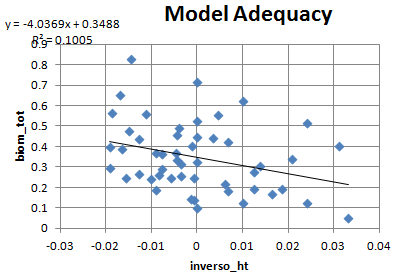 Model Adequacy
y = -4.0369x + 0.3488
R² = 0.1005
0.9
0.8
0.7
0.6
0.5
0.4
0.3
0.2
0.1
0
biom_tot
-0.03 -0.02 -0.01 0 0.01 0.02 0.03 0.04
inverso_ht